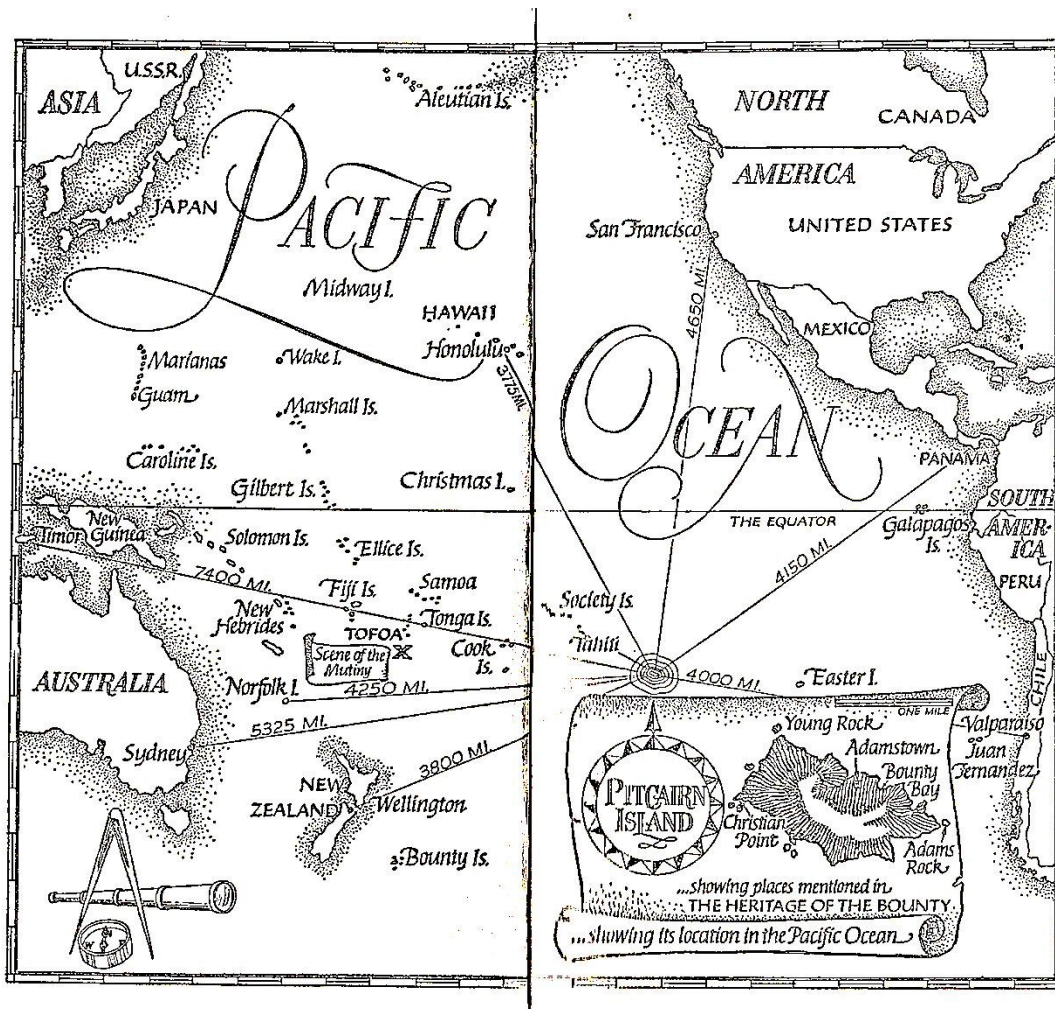 U.S.S.R.
ASIA
Aleutian Is.
NORTH
CANADA
AMERICA
JAPAN
PACIFIC
San Francisco
UNITED STATES
Midway I.
4650 MI.
HAWAII
MEXICO
Honolulu
Marianas
Wake I.
3775 MI.
Guam
Marshall Is.
OCEAN
Caroline Is.
PANAMA
Gilbert Is.
Christmas I.
SOUTH
AMER-
ICA
New
Guinea
Timor
Solomon Is.
THE EQUATOR
Galapagos
Is.
Ellice Is.
4150 MI.
7400 MI.
Fiji Is.
Samoa
PERU
New
Hebrides
Tonga Is.
Society Is.
TOFOA
X
Tahiti
Scene of the
Mutiny
Cook
Is.
AUSTRALIA
Norfolk I.
4250 MI.
4000 MI.
Easter I.
CHILE
5325 MI.
ONE MILE
Sydney
Young Rock
Valparaiso
Adamstown
Juan
Fernandez
3800 MI.
Bounty
Bay
NEW
ZEALAND
Wellington
PITCAIRN
ISLAND
Christian
Point
Adams
Rock
Bounty Is.
...showing places mentioned in
THE HERITAGE OF THE BOUNTY
...showing its location in the Pacific Ocean
N
W